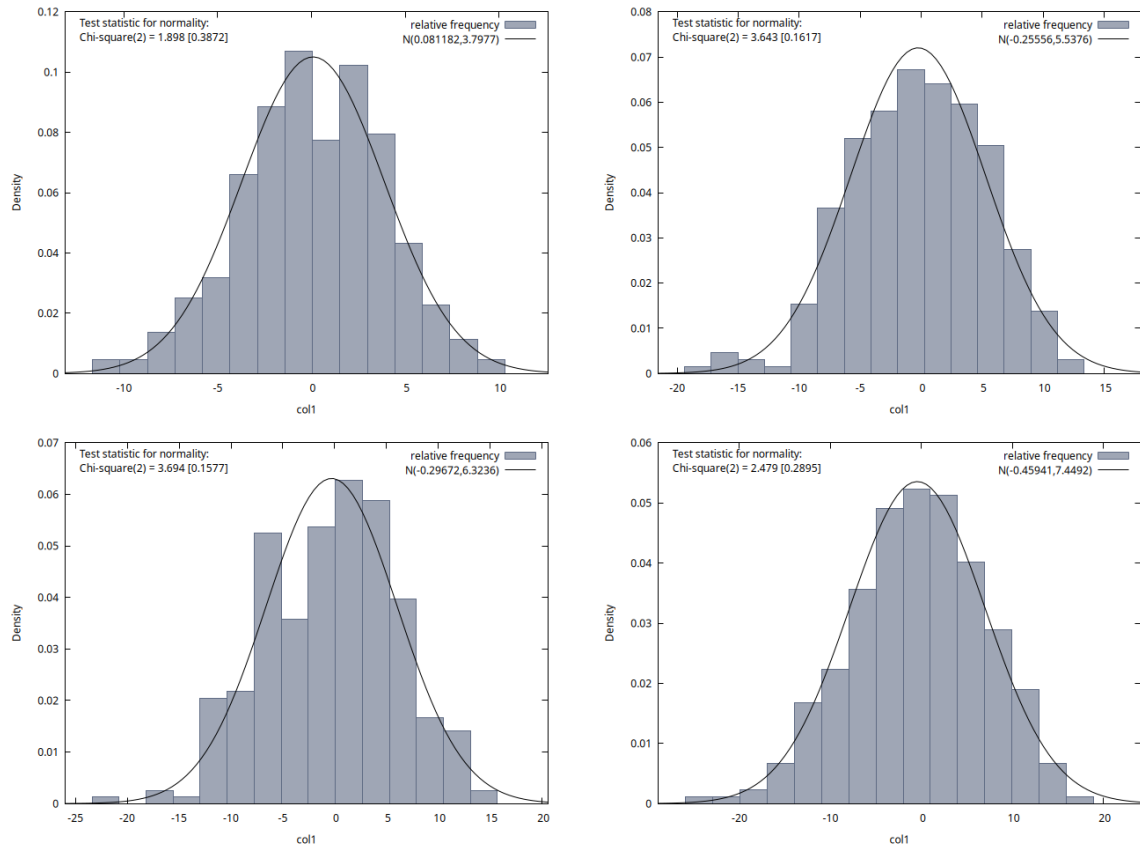 Test statistic for normality:
Chi-square(2) = 1.898 [0.3872]
relative frequency
N(0.081182,3.7977)
0.12
0.1
0.08
0.06
0.04
0.02
0
Density
-10 -5 0 5 10
col1
Test statistic for normality:
Chi-square(2) = 3.643 [0.1617]
relative frequency
N(-0.25556,5.5376)
0.08
0.07
0.06
0.05
0.04
0.03
0.02
0.01
0
Density
-20 -15 -10 -5 0 5 10 15
col1
Test statistic for normality:
Chi-square(2) = 3.694 [0.1577]
relative frequency
N(-0.29672,6.3236)
0.07
0.06
0.05
0.04
0.03
0.02
0.01
0
Density
-25 -20 -15 -10 -5 0 5 10 15 20
col1
Test statistic for normality:
Chi-square(2) = 2.479 [0.2895]
relative frequency
N(-0.45941,7.4492)
0.06
0.05
0.04
0.03
0.02
0.01
0
Density
-20 -10 0 10 20
col1